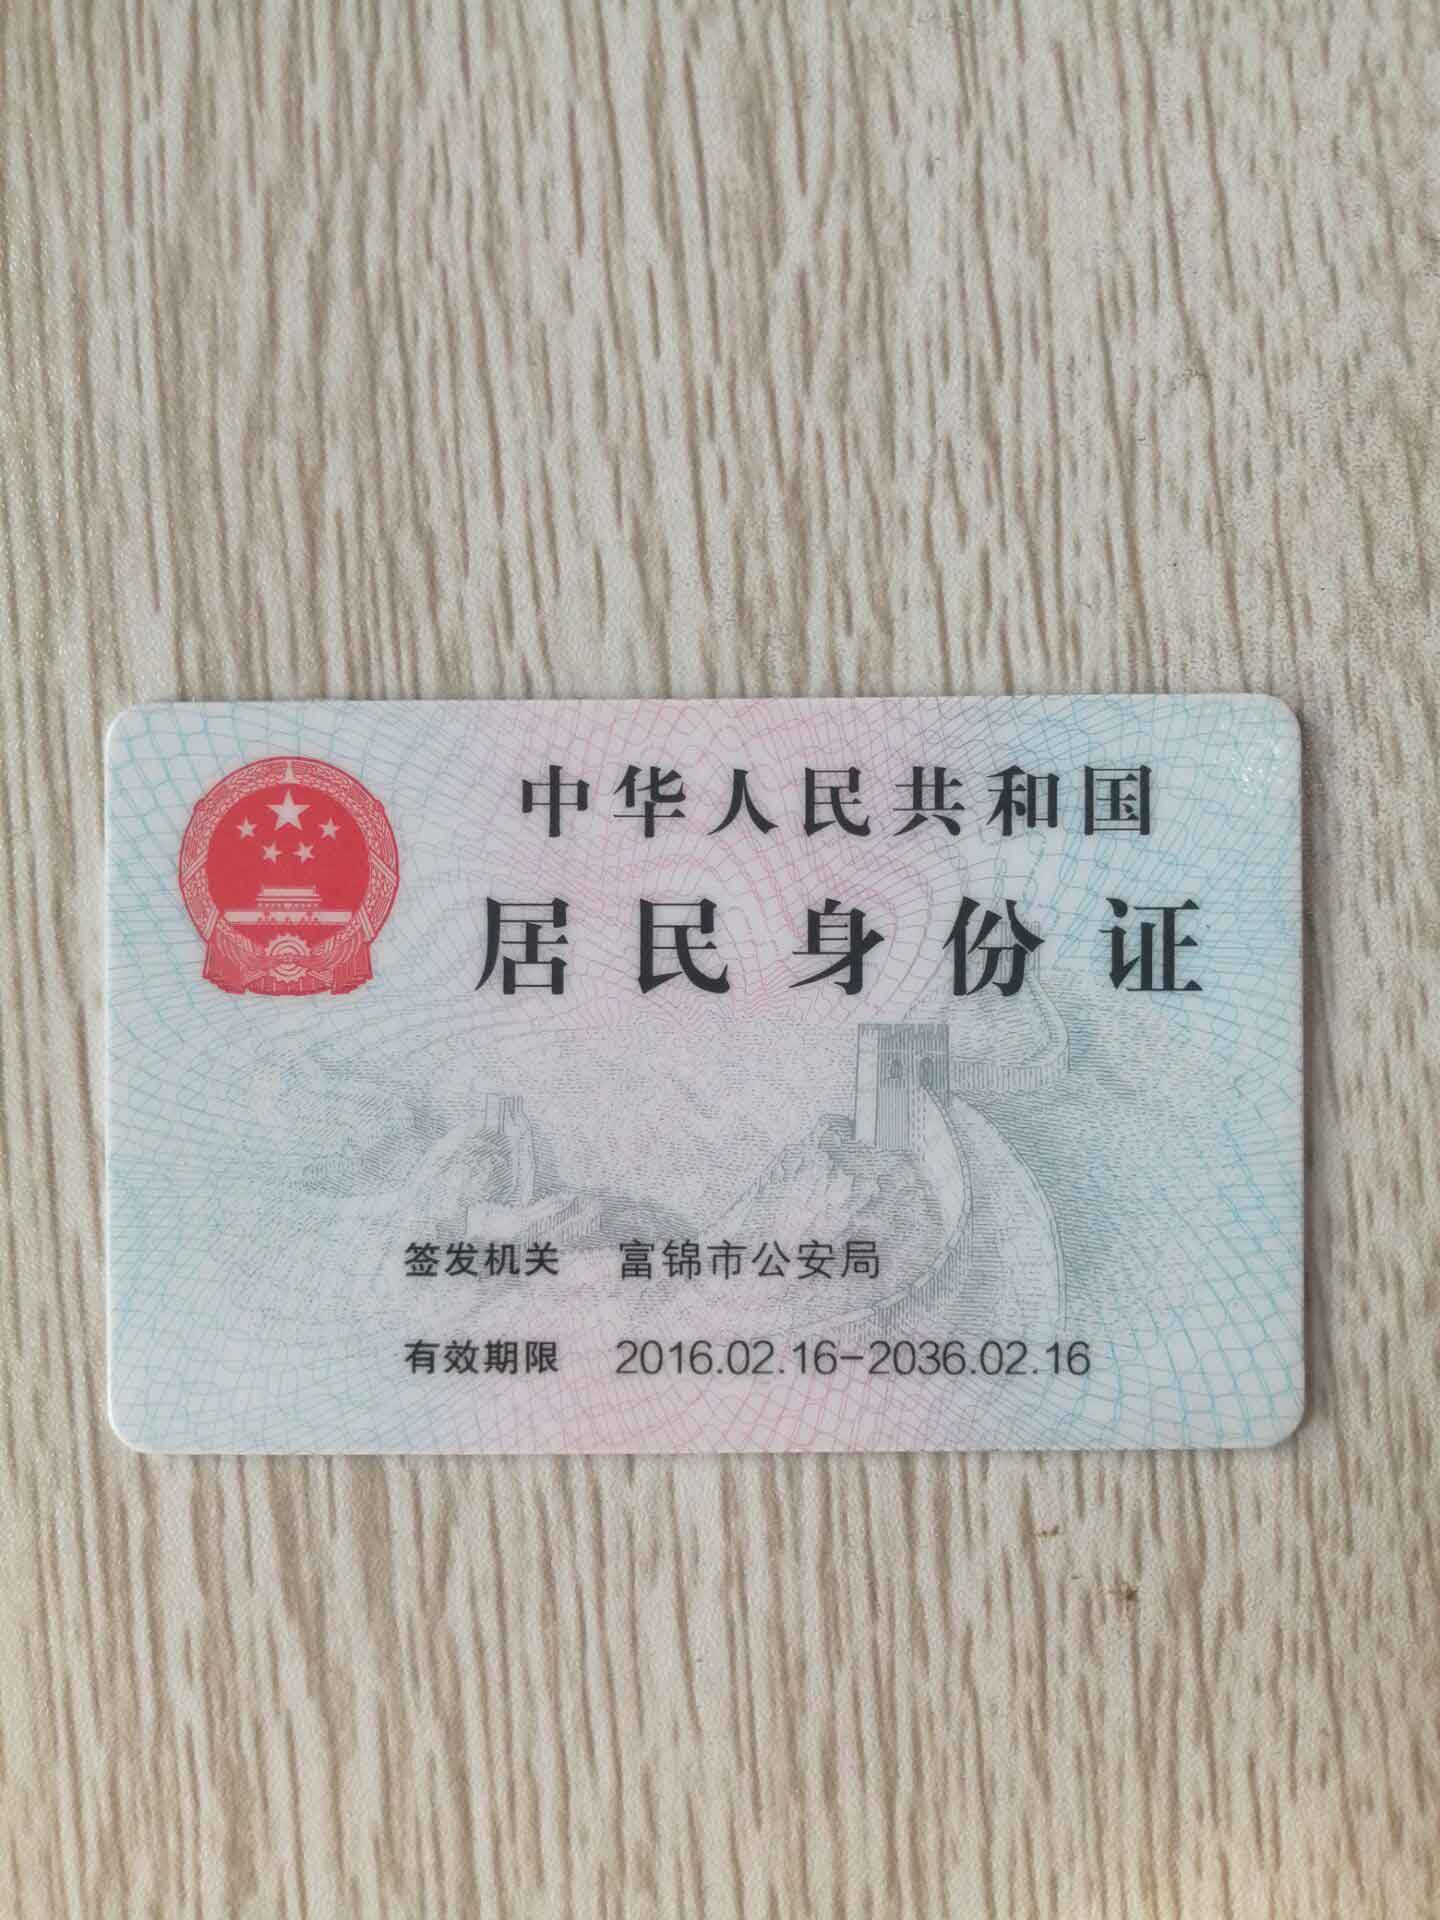 中华人民共和国
居民身份证
签发机关 富锦市公安局
有效期限 2016.02.16-2036.02.16